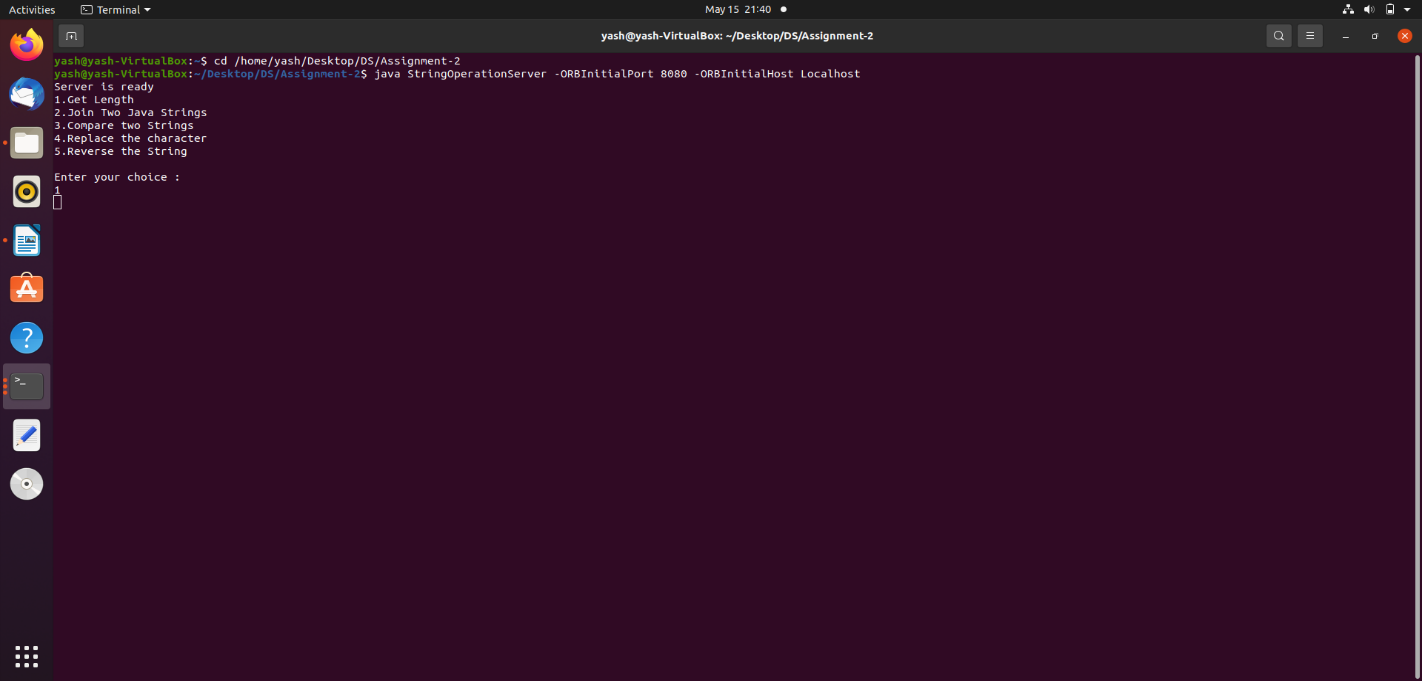 Activities
Terminal
May 15 21:40
yash@yash-VirtualBox: ~/Desktop/DS/Assignment-2
yash@yash-VirtualBox:~$ cd /home/yash/Desktop/DS/Assignment-2
yash@yash-VirtualBox:~/Desktop/DS/Assignment-2$ java StringOperationServer -ORBInitialPort 8080 -ORBInitialHost Localhost
Server is ready
1.Get Length
2.Join Two Java Strings
3.Compare two Strings
4.Replace the character
5.Reverse the String
Enter your choice :
1